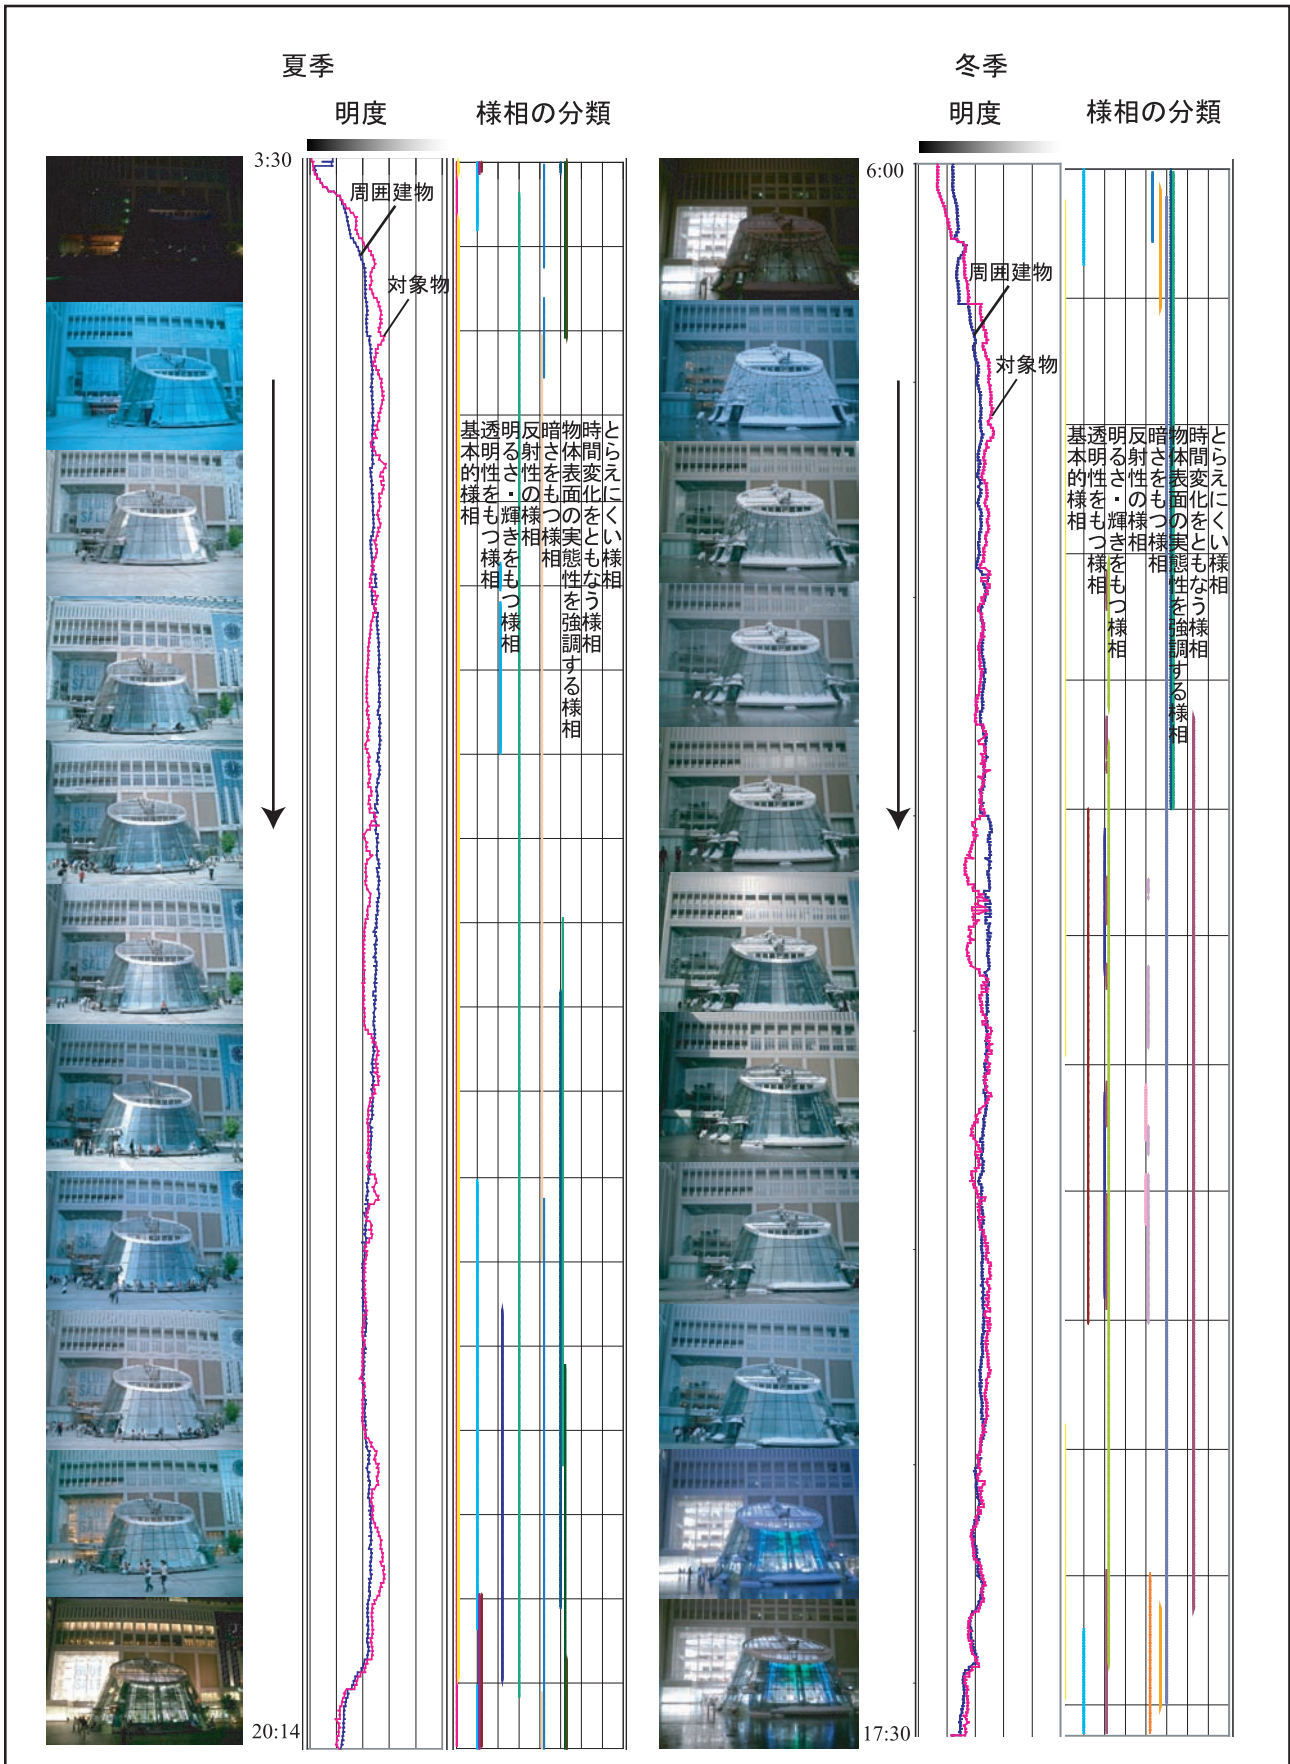 夏季
明度
様相の分類
3:30
周囲建物
対象物
基本的様相
透明性をもつ様相
明るさ・輝きをもつ様相
反射性の様相
暗さをもつ様相
物体表面の実態性を強調する様相
時間変化をともなう様相
とらえにくい様相
20:14
冬季
明度
様相の分類
6:00
周囲建物
対象物
基本的様相
透明性をもつ様相
明るさ・輝きをもつ様相
反射性の様相
暗さをもつ様相
物体表面の実態性を強調する様相
時間変化をともなう様相
とらえにくい様相
17:30